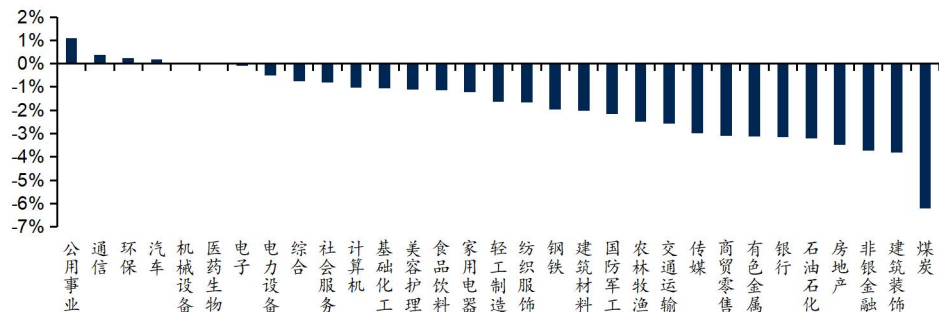 2%
1%
0%
-1%
-2%
-3%
-4%
-5%
-6%
-7%
公用事业
通信
环保
汽车
机械设备
医药生物
电子
电力设备
综合
社会服务
计算机
基础化工
美容护理
食品饮料
家用电器
轻工制造
纺织服饰
钢铁
建筑材料
国防军工
农林牧渔
交通运输
传媒
商贸零售
有色金属
银行
石油石化
房地产
非银金融
建筑装饰
煤炭